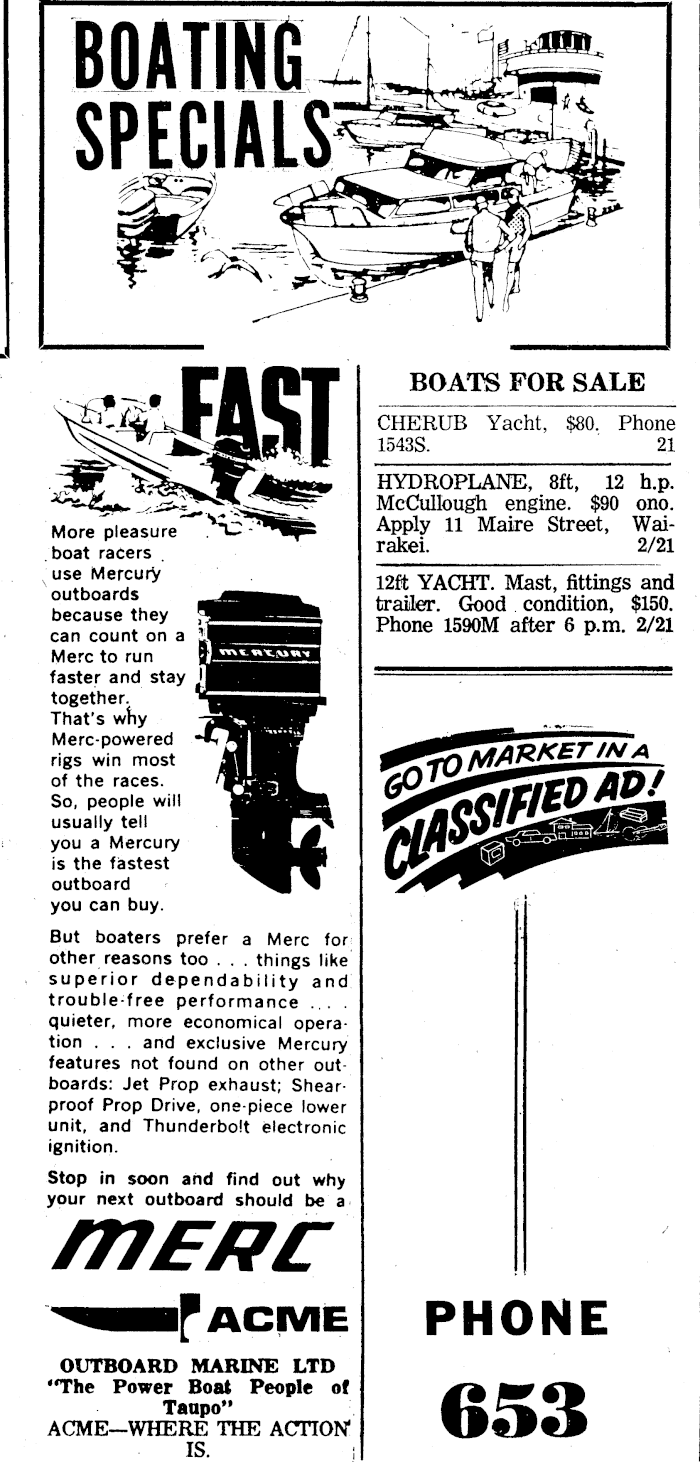 BOATING
SPECIALS
FAST
More pleasure
boat racers
use Mercury
outboards
because they
can count on a
Merc to run
faster and stay
together.
That's why
Merc-powered
rigs win most
of the races.
So, people will
usually tell
you a Mercury
is the fastest
outboard
you can buy.
MERCURY
But boaters prefer a Merc for
other reasons too . . . things like
superior dependability and
trouble-free performance . . . .
quieter, more economical opera-
tion . . . and exclusive Mercury
features not found on other out-
boards: Jet Prop exhaust; Shear-
proof Prop Drive, one-piece lower
unit, and Thunderbolt electronic
ignition.
Stop in soon and find out why
your next outboard should be a
MERC
ACME
OUTBOARD MARINE LTD
"The Power Boat People of
Taupo"
ACME—WHERE THE ACTION
IS.
BOATS FOR SALE
CHERUB Yacht, $80. Phone
1543S. 21
HYDROPLANE, 8ft, 12 h.p.
McCullough engine. $90 ono.
Apply 11 Maire Street, Wai-
rakei. 2/21
12ft YACHT. Mast, fittings and
trailer. Good condition, $150.
Phone 1590M after 6 p.m. 2/21
GO TO MARKET IN A
CLASSIFIED AD!
PHONE
653